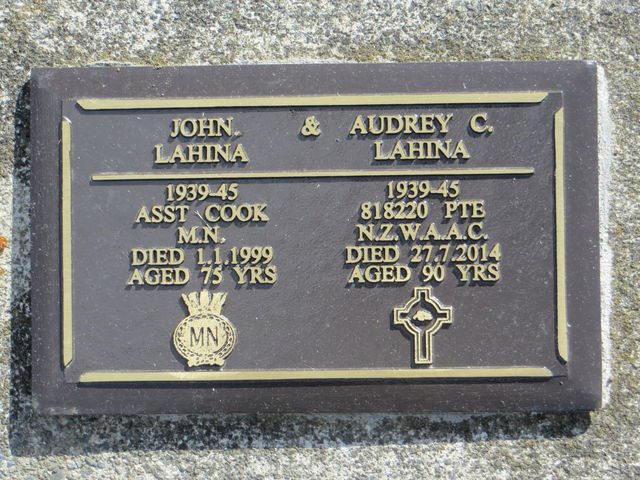 JOHN. & AUDREY C.
LAHINA LAHINA
1939-45 1939-45
ASST COOK 818220 PTE
M.N. N.Z.W.A.A.C.
DIED 1.1.1999 DIED 27.7.2014
AGED 75 YRS AGED 90 YRS
MN